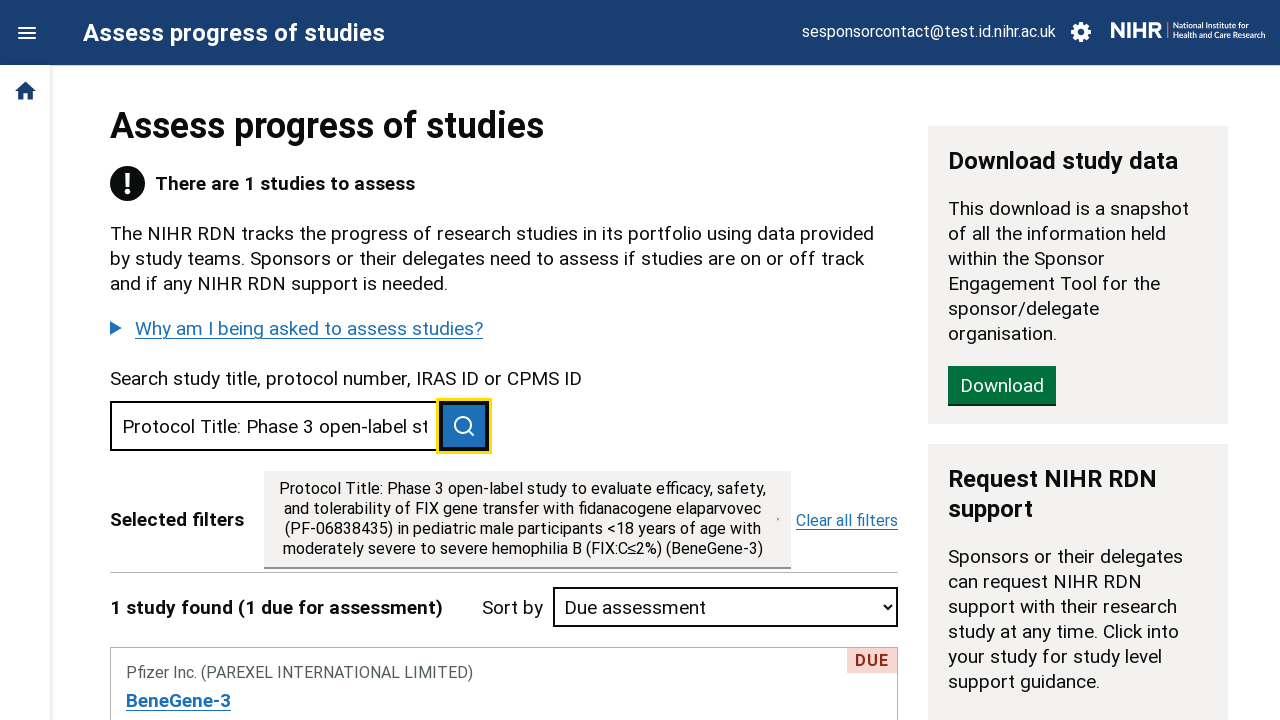 Assess progress of studies
sesponsorcontact@test.id.nihr.ac.uk
NIHR | National Institute for
Health and Care Research
Assess progress of studies
There are 1 studies to assess
The NIHR RDN tracks the progress of research studies in its portfolio using data provided
by study teams. Sponsors or their delegates need to assess if studies are on or off track
and if any NIHR RDN support is needed.
Why am I being asked to assess studies?
Search study title, protocol number, IRAS ID or CPMS ID
Protocol Title: Phase 3 open-label st
Selected filters
Protocol Title: Phase 3 open-label study to evaluate efficacy, safety,
and tolerability of FIX gene transfer with fidanacogene elaparvovec
(PF-06838435) in pediatric male participants <18 years of age with
moderately severe to severe hemophilia B (FIX:C≤2%) (BeneGene-3)
Clear all filters
1 study found (1 due for assessment)
Sort by
Due assessment
DUE
Pfizer Inc. (PAREXEL INTERNATIONAL LIMITED)
BeneGene-3
Download study data
This download is a snapshot
of all the information held
within the Sponsor
Engagement Tool for the
sponsor/delegate
organisation.
Download
Request NIHR RDN
support
Sponsors or their delegates
can request NIHR RDN
support with their research
study at any time. Click into
your study for study level
support guidance.